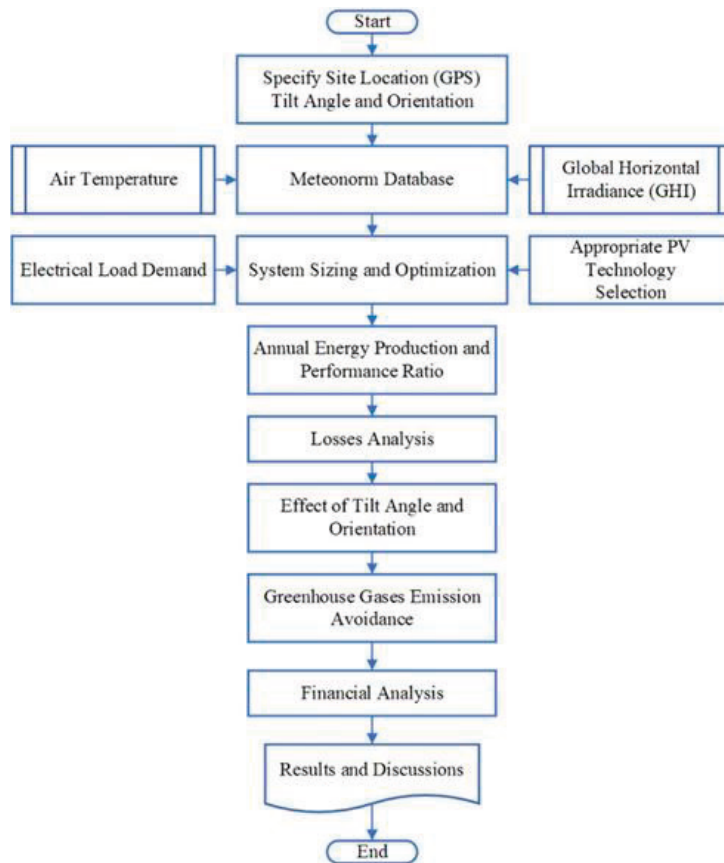 Start
Specify Site Location (GPS)
Tilt Angle and Orientation
Air Temperature
Meteonorm Database
Global Horizontal
Irradiance (GHI)
Electrical Load Demand
System Sizing and Optimization
Appropriate PV
Technology
Selection
Annual Energy Production and
Performance Ratio
Losses Analysis
Effect of Tilt Angle and
Orientation
Greenhouse Gases Emission
Avoidance
Financial Analysis
Results and Discussions
End